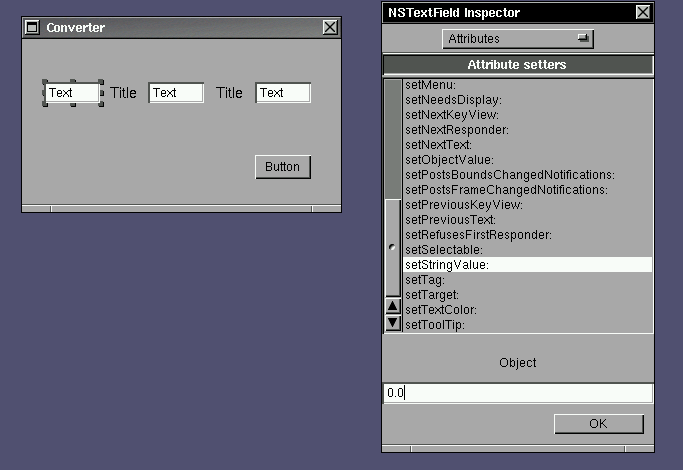 Converter
Text Title Text Title Text
Button
NSTextField Inspector
Attributes
Attribute setters
setMenu:
setNeedsDisplay:
setNextKeyView:
setNextResponder:
setNextText:
setObjectValue:
setPostsBoundsChangedNotifications:
setPostsFrameChangedNotifications:
setPreviousKeyView:
setPreviousText:
setRefusesFirstResponder:
setSelectable:
setStringValue:
setTag:
setTarget:
setTextColor:
setToolTip:
Object
0.0
OK